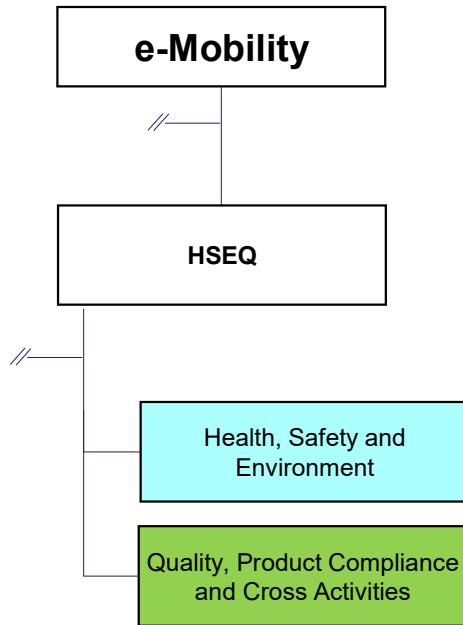 e-Mobility
HSEQ
Health, Safety and
Environment
Quality, Product Compliance
and Cross Activities